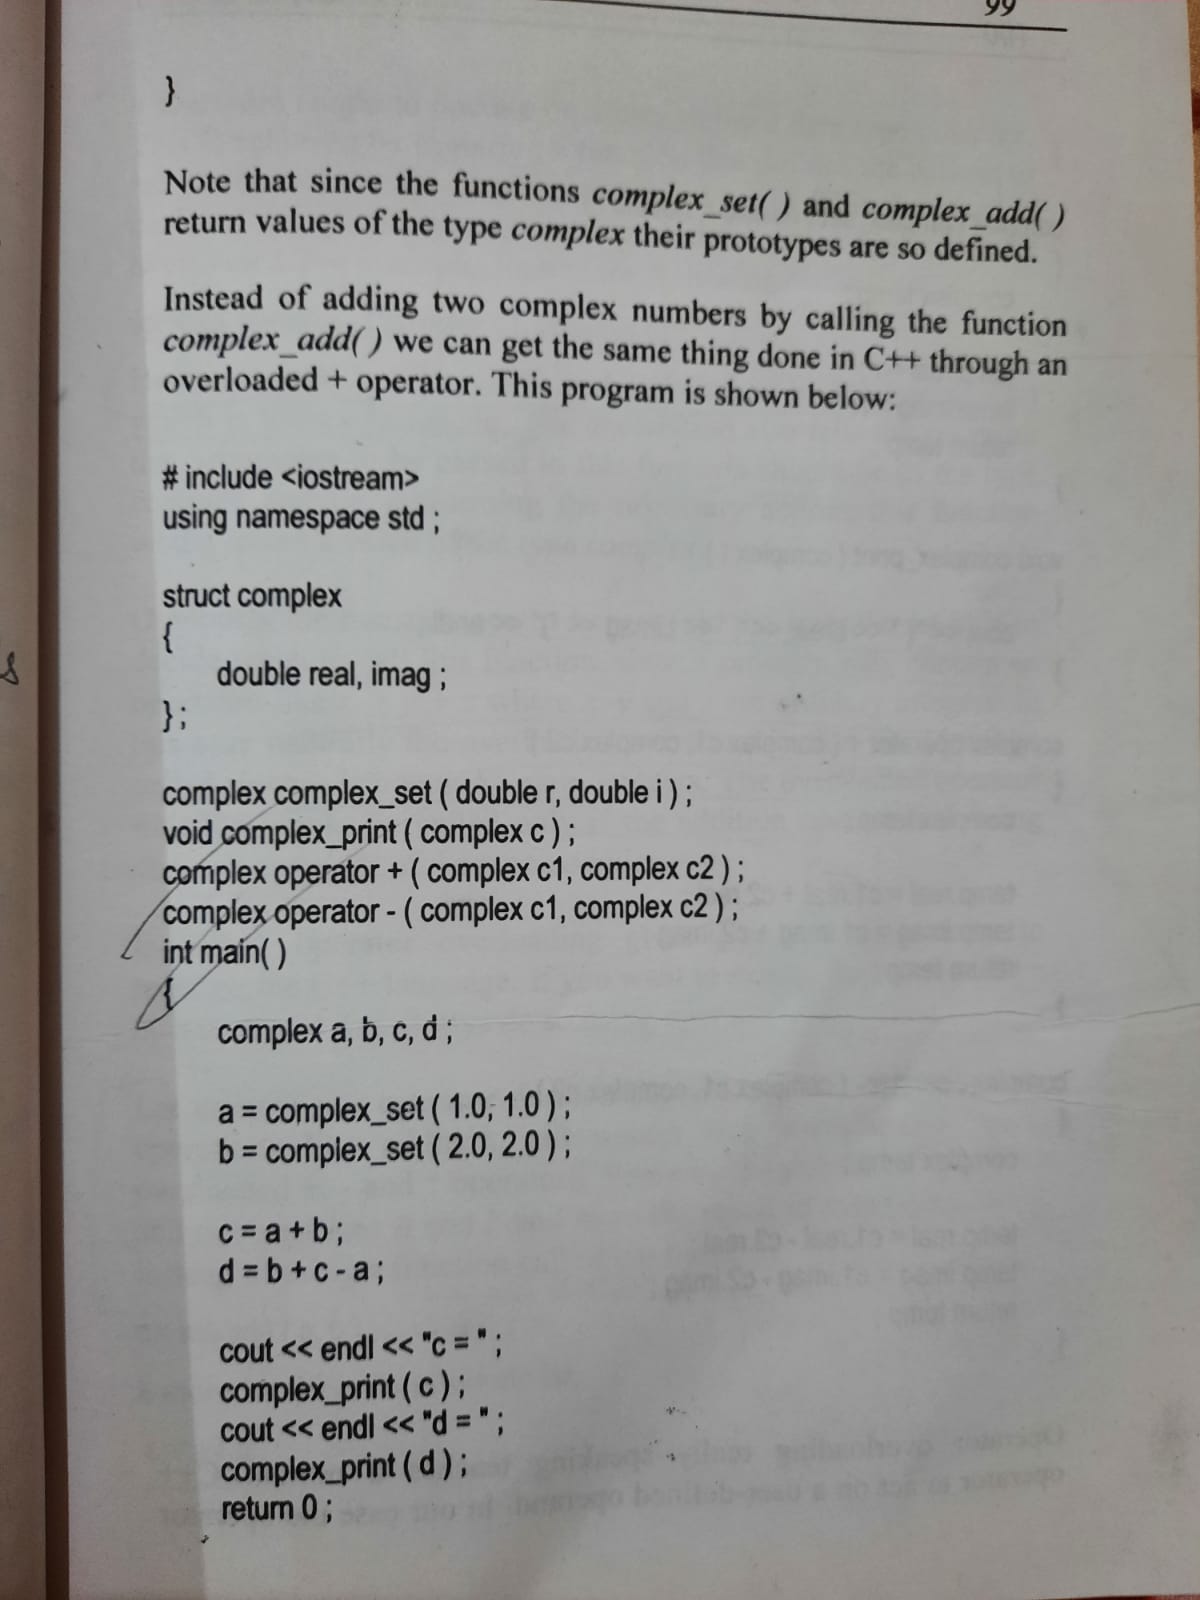 99
}
Note that since the functions complex_set( ) and complex_add( )
return values of the type complex their prototypes are so defined.
Instead of adding two complex numbers by calling the function
complex_add( ) we can get the same thing done in C++ through an
overloaded + operator. This program is shown below:
# include <iostream>
using namespace std ;
struct complex
{
double real, imag ;
} ;
complex complex_set ( double r, double i ) ;
void complex_print ( complex c ) ;
complex operator + ( complex c1, complex c2 ) ;
complex operator - ( complex c1, complex c2 ) ;
int main( )
{
complex a, b, c, d ;
a = complex_set ( 1.0, 1.0 ) ;
b = complex_set ( 2.0, 2.0 ) ;
c = a + b ;
d = b + c - a ;
cout << endl << "c = " ;
complex_print ( c ) ;
cout << endl << "d = " ;
complex_print ( d ) ;
return 0 ;